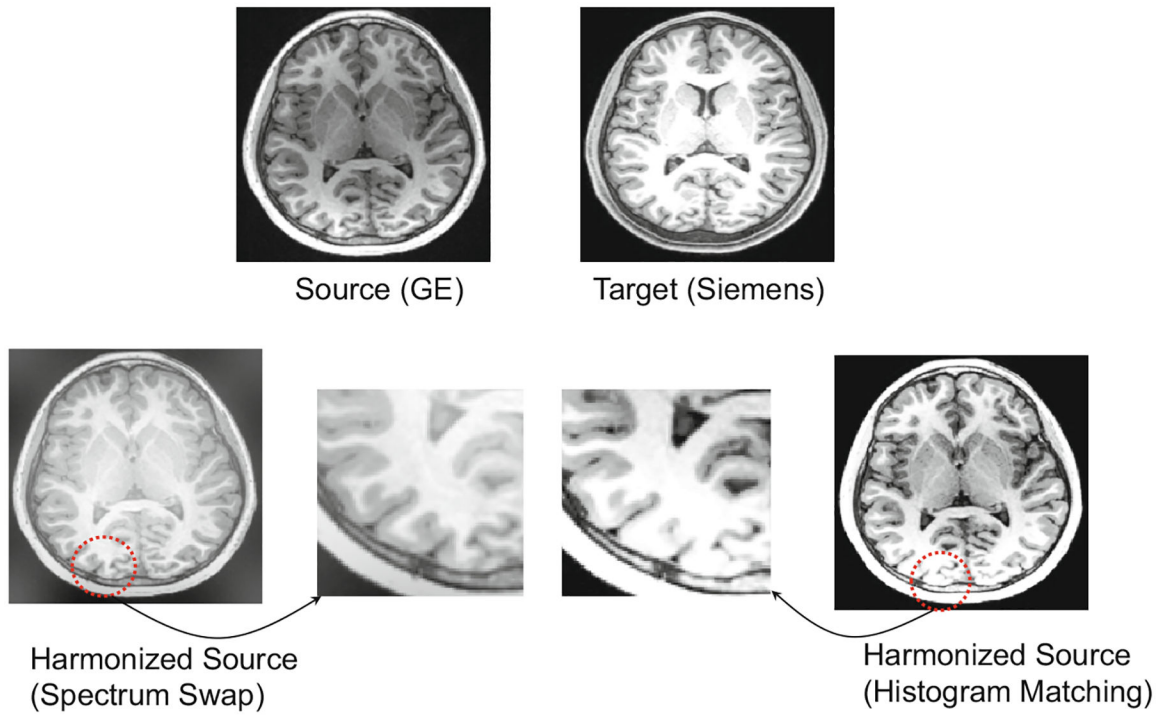 Source (GE)
Target (Siemens)
Harmonized Source
(Spectrum Swap)
Harmonized Source
(Histogram Matching)